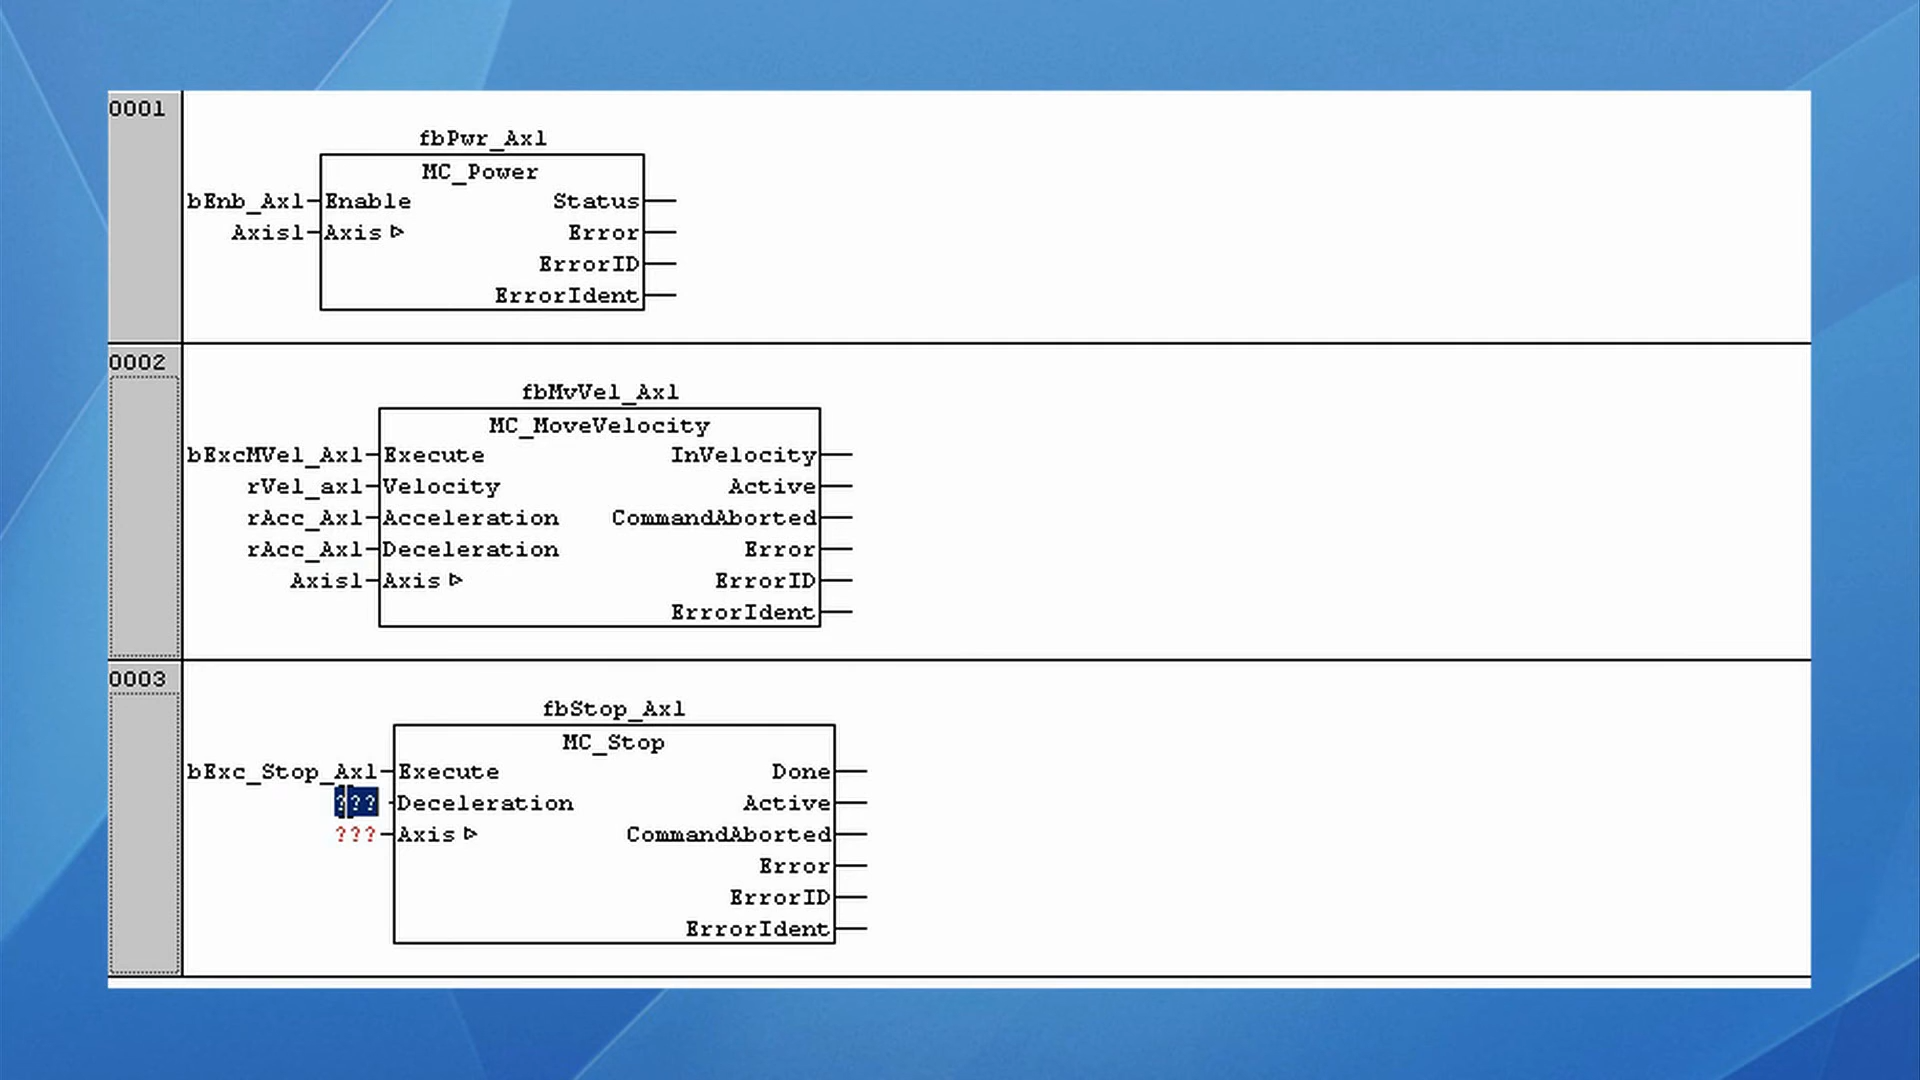 0001
fbPwr_Ax1
MC_Power
bEnb_Ax1 Enable Status
Axis1 Axis Error
ErrorID
ErrorIdent
0002
fbMvVel_Ax1
MC_MoveVelocity
bExcMVel_Ax1 Execute InVelocity
rVel_ax1 Velocity Active
rAcc_Ax1 Acceleration CommandAborted
rAcc_Ax1 Deceleration Error
Axis1 Axis ErrorID
ErrorIdent
0003
fbStop_Ax1
MC_Stop
bExc_Stop_Ax1 Execute Done
??? Deceleration Active
??? Axis CommandAborted
Error
ErrorID
ErrorIdent